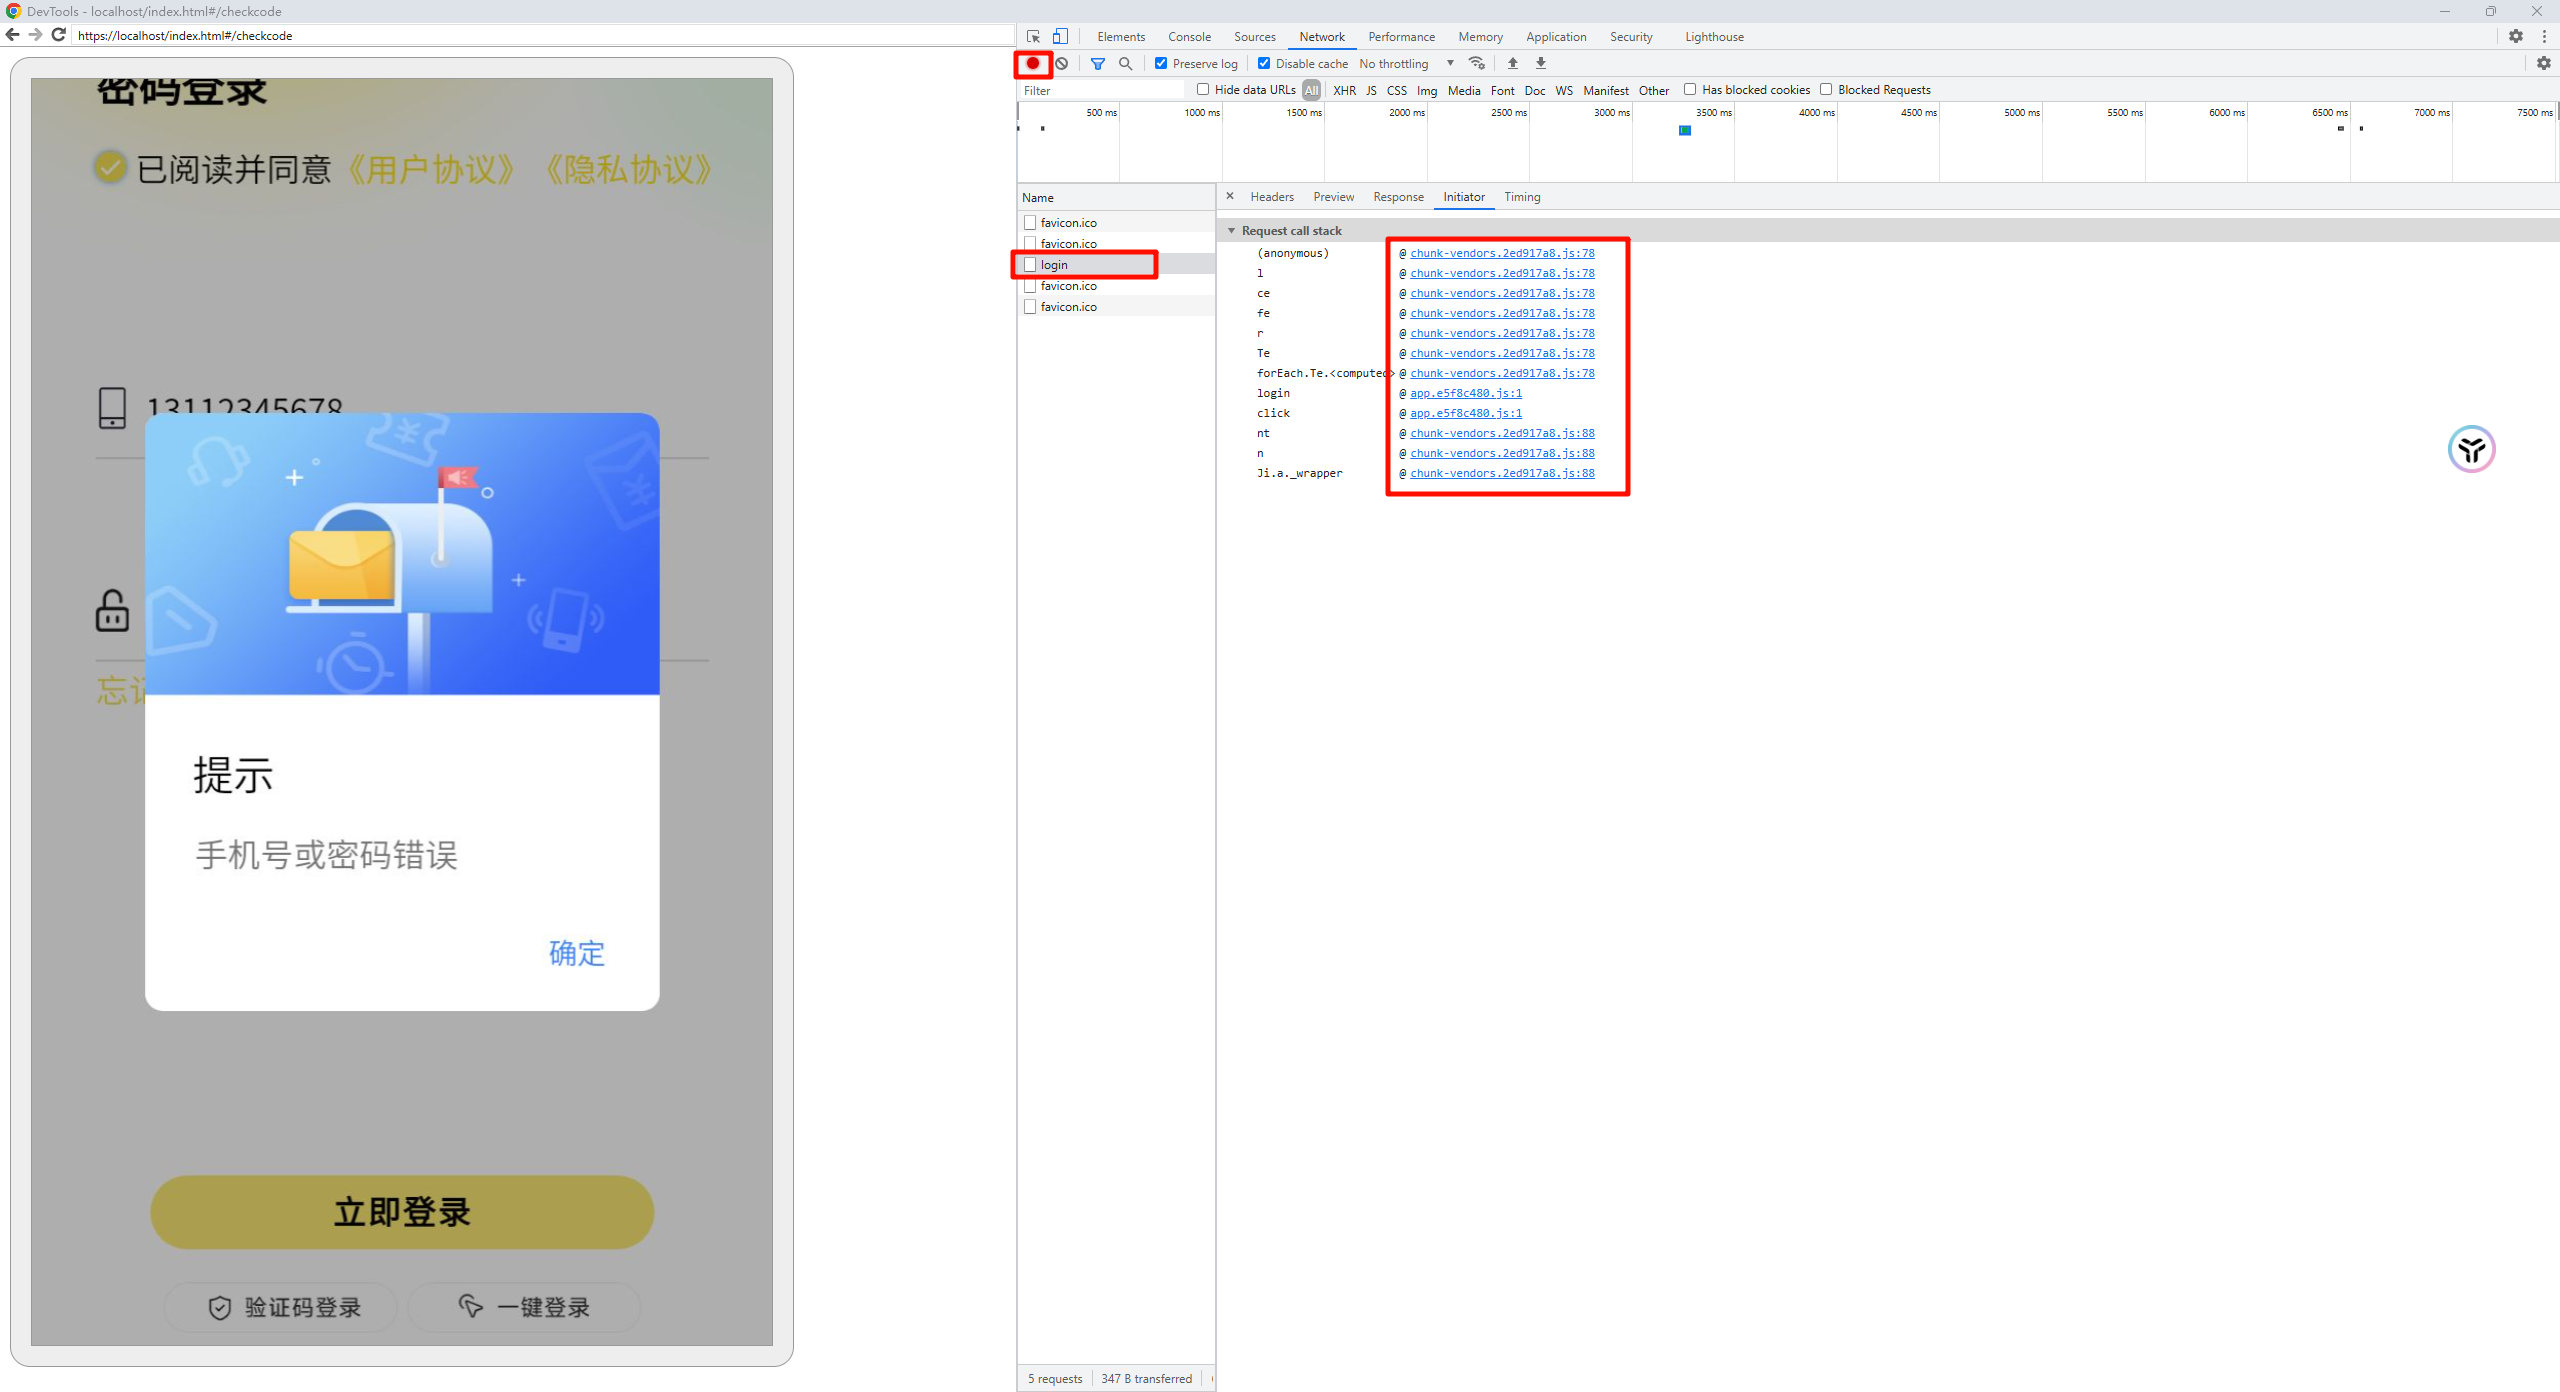 DevTools - localhost/index.html#/checkcode
https://localhost/index.html#/checkcode
密码登录
已阅读并同意《用户协议》《隐私协议》
13112345678
忘记
提示
手机号或密码错误
确定
立即登录
验证码登录
一键登录
Elements Console Sources Network Performance Memory Application Security Lighthouse
Preserve log Disable cache No throttling
Filter Hide data URLs All XHR JS CSS Img Media Font Doc WS Manifest Other Has blocked cookies Blocked Requests
500 ms 1000 ms 1500 ms 2000 ms 2500 ms 3000 ms 3500 ms 4000 ms 4500 ms 5000 ms 5500 ms 6000 ms 6500 ms 7000 ms 7500 ms
Name
favicon.ico
favicon.ico
login
favicon.ico
favicon.ico
× Headers Preview Response Initiator Timing
Request call stack
(anonymous) @ chunk-vendors.2ed917a8.js:78
l @ chunk-vendors.2ed917a8.js:78
ce @ chunk-vendors.2ed917a8.js:78
fe @ chunk-vendors.2ed917a8.js:78
r @ chunk-vendors.2ed917a8.js:78
Te @ chunk-vendors.2ed917a8.js:78
forEach.Te.<computed> @ chunk-vendors.2ed917a8.js:78
login @ app.e5f8c480.js:1
click @ app.e5f8c480.js:1
nt @ chunk-vendors.2ed917a8.js:88
n @ chunk-vendors.2ed917a8.js:88
Ji.a._wrapper @ chunk-vendors.2ed917a8.js:88
5 requests 347 B transferred